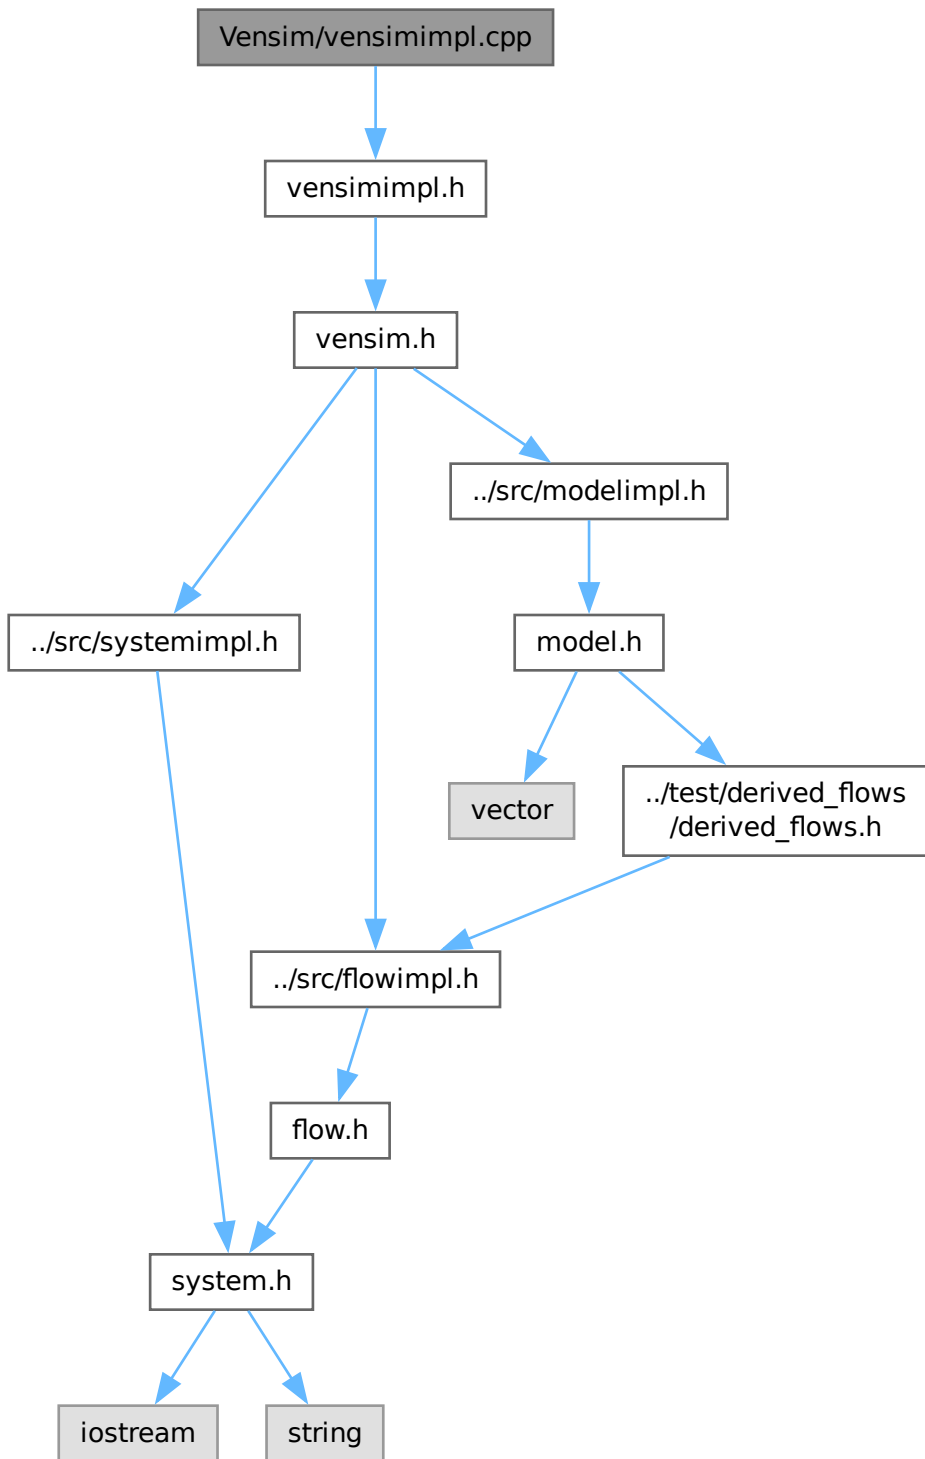 Vensim/vensimimpl.cpp
vensimimpl.h
vensim.h
../src/modelimpl.h
../src/systemimpl.h
model.h
vector
../test/derived_flows
/derived_flows.h
../src/flowimpl.h
flow.h
system.h
iostream
string